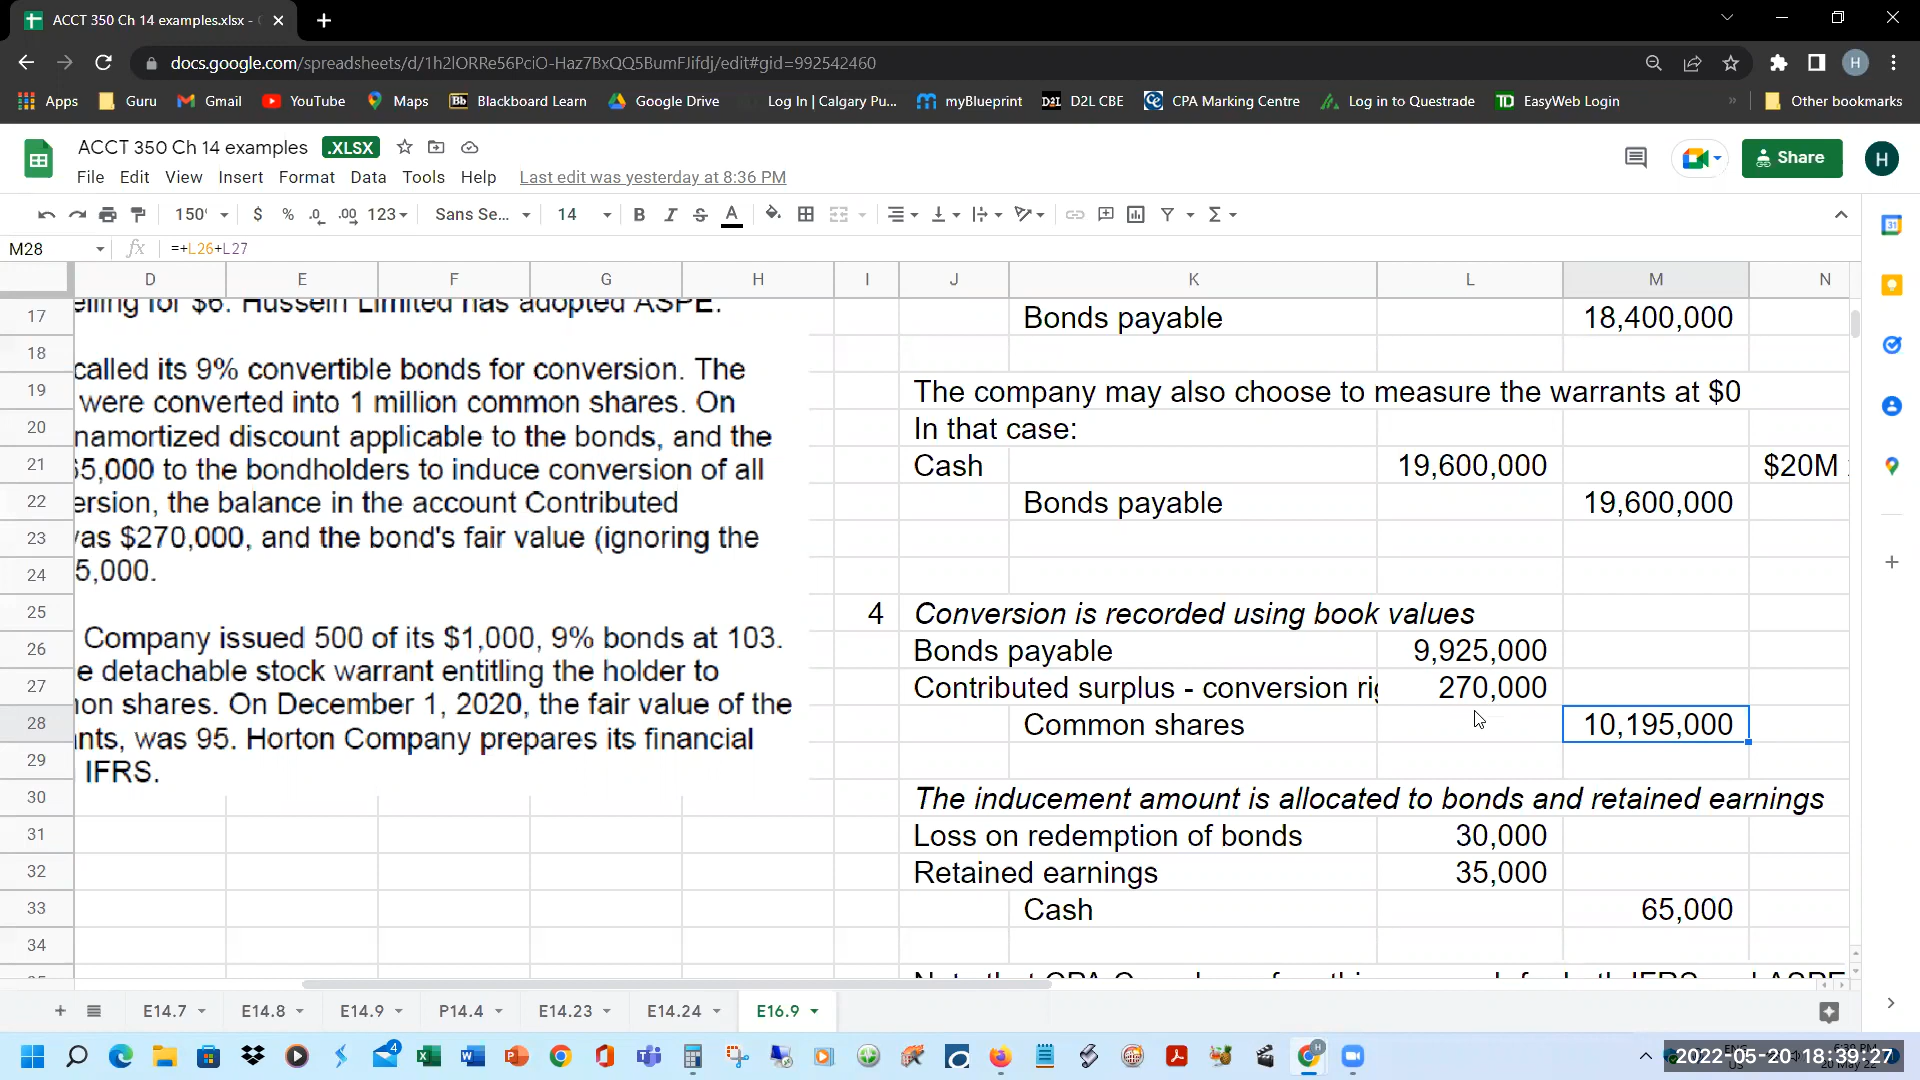 ACCT 350 Ch 14 examples.xlsx -
docs.google.com/spreadsheets/d/1h2lORRe56PciO-Haz7BxQQ5BumFJifdj/edit#gid=992542460
H
Apps Guru Gmail YouTube Maps Blackboard Learn Google Drive Log In | Calgary Pu... myBlueprint D2L CBE CPA Marking Centre Log in to Questrade EasyWeb Login » Other bookmarks
ACCT 350 Ch 14 examples .XLSX
Share
H
File Edit View Insert Format Data Tools Help Last edit was yesterday at 8:36 PM
150% $ % .0 .00 123 Sans Se... 14 B I S A
M28 fx =+L26+L27
D E F G H I J K L M N
17 elling for $6. Hussein Limited has adopted ASPE. Bonds payable 18,400,000
18 called its 9% convertible bonds for conversion. The
19 were converted into 1 million common shares. On The company may also choose to measure the warrants at $0
20 namortized discount applicable to the bonds, and the In that case:
21 65,000 to the bondholders to induce conversion of all Cash 19,600,000 $20M
22 ersion, the balance in the account Contributed Bonds payable 19,600,000
23 as $270,000, and the bond's fair value (ignoring the
24 5,000.
25 4 Conversion is recorded using book values
26 Company issued 500 of its $1,000, 9% bonds at 103. Bonds payable 9,925,000
27 e detachable stock warrant entitling the holder to Contributed surplus - conversion rig 270,000
28 on shares. On December 1, 2020, the fair value of the Common shares 10,195,000
29 nts, was 95. Horton Company prepares its financial
IFRS.
30 The inducement amount is allocated to bonds and retained earnings
31 Loss on redemption of bonds 30,000
32 Retained earnings 35,000
33 Cash 65,000
34
E14.7 E14.8 E14.9 P14.4 E14.23 E14.24 E16.9
4
2022-05-20 18:39:27